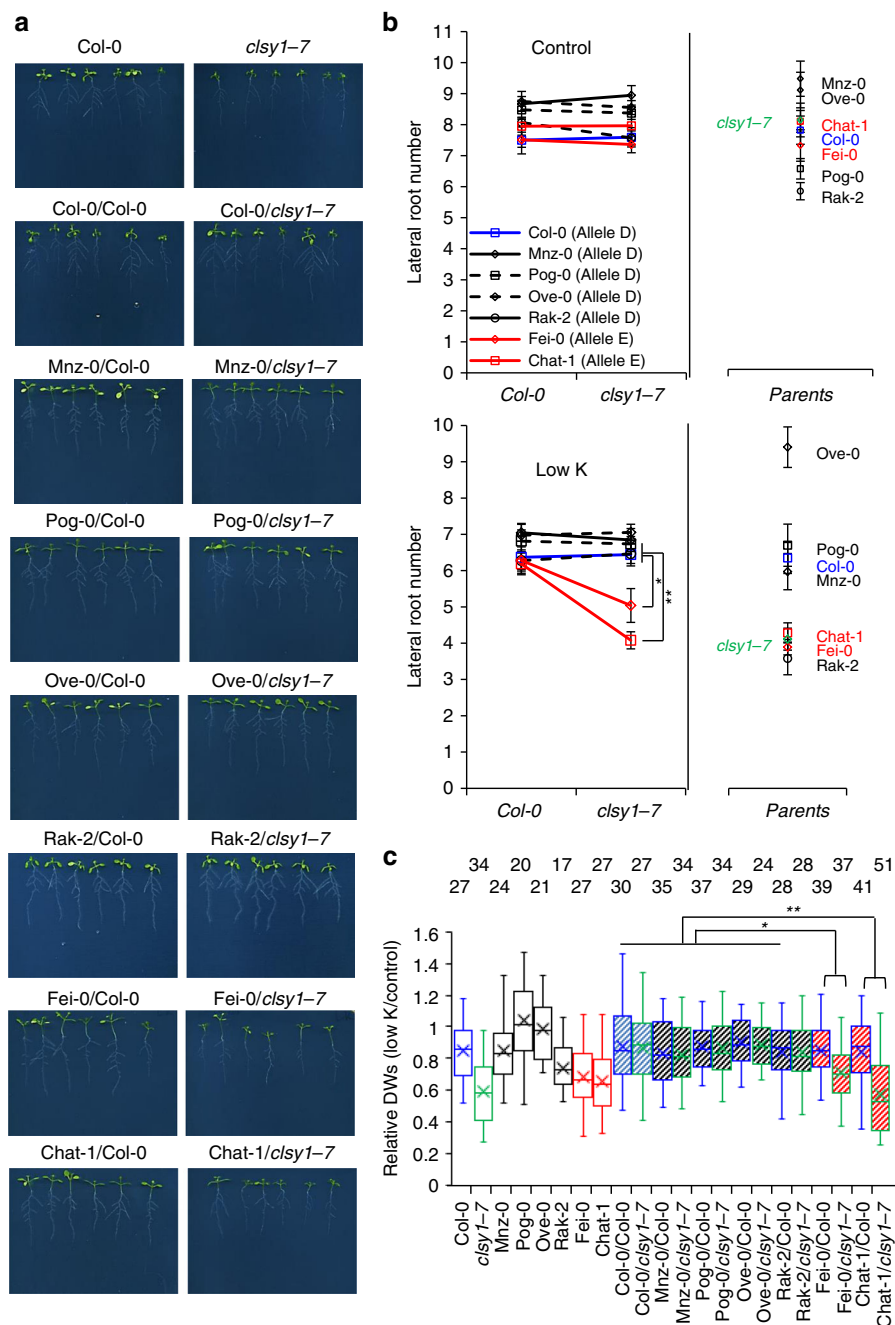 a
Col-0
clsy1–7
Col-0/Col-0
Col-0/clsy1–7
Mnz-0/Col-0
Mnz-0/clsy1–7
Pog-0/Col-0
Pog-0/clsy1–7
Ove-0/Col-0
Ove-0/clsy1–7
Rak-2/Col-0
Rak-2/clsy1–7
Fei-0/Col-0
Fei-0/clsy1–7
Chat-1/Col-0
Chat-1/clsy1–7
b
Lateral root number
11
10
9
8
7
6
5
4
3
2
1
0
Control
Col-0 (Allele D)
Mnz-0 (Allele D)
Pog-0 (Allele D)
Ove-0 (Allele D)
Rak-2 (Allele D)
Fei-0 (Allele E)
Chat-1 (Allele E)
Col-0
clsy1–7
clsy1–7
Mnz-0
Ove-0
Chat-1
Col-0
Fei-0
Pog-0
Rak-2
Parents
Lateral root number
10
9
8
7
6
5
4
3
2
1
0
Low K
*
**
Col-0
clsy1–7
clsy1–7
Ove-0
Pog-0
Col-0
Mnz-0
Chat-1
Fei-0
Rak-2
Parents
c
34 20 17 27 27 34 34 24 28 37 51
27 24 21 27 30 35 37 29 28 39 41
**
*
Relative DWs (low K/control)
1.6
1.4
1.2
1
0.8
0.6
0.4
0.2
0
Col-0
clsy1–7
Mnz-0
Pog-0
Ove-0
Rak-2
Fei-0
Chat-1
Col-0/Col-0
Col-0/clsy1–7
Mnz-0/Col-0
Mnz-0/clsy1–7
Pog-0/Col-0
Pog-0/clsy1–7
Ove-0/Col-0
Ove-0/clsy1–7
Rak-2/Col-0
Rak-2/clsy1–7
Fei-0/Col-0
Fei-0/clsy1–7
Chat-1/Col-0
Chat-1/clsy1–7